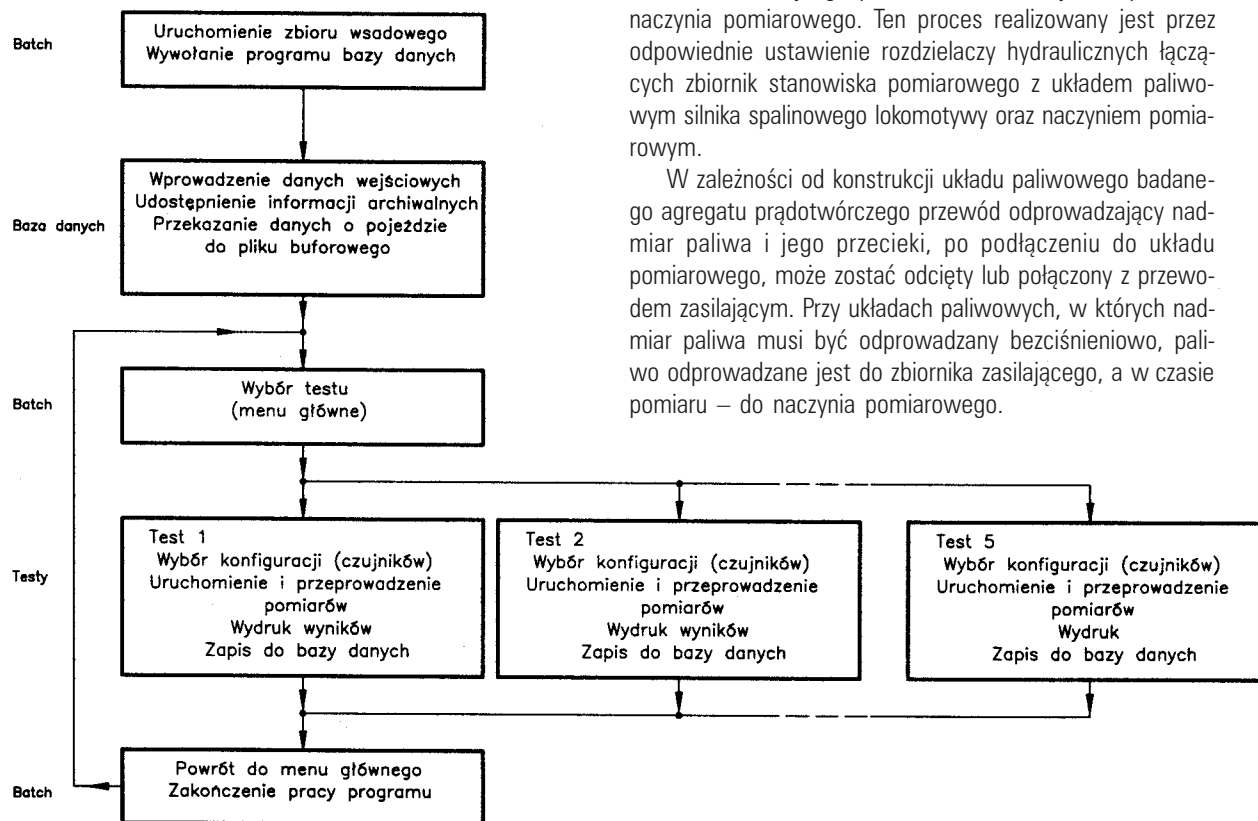 naczynia pomiarowego. Ten proces realizowany jest przez
odpowiednie ustawienie rozdzielaczy hydraulicznych łączą-
cych zbiornik stanowiska pomiarowego z układem paliwo-
wym silnika spalinowego lokomotywy oraz naczyniem pomia-
rowym.
W zależności od konstrukcji układu paliwowego badane-
go agregatu prądotwórczego przewód odprowadzający nad-
miar paliwa i jego przecieki, po podłączeniu do układu
pomiarowego, może zostać odcięty lub połączony z przewo-
dem zasilającym. Przy układach paliwowych, w których nad-
miar paliwa musi być odprowadzany bezciśnieniowo, pali-
wo odprowadzane jest do zbiornika zasilającego, a w czasie
pomiaru – do naczynia pomiarowego.
Batch
Uruchomienie zbioru wsadowego
Wywołanie programu bazy danych
Baza danych
Wprowadzenie danych wejściowych
Udostępnienie informacji archiwalnych
Przekazanie danych o pojeździe
do pliku buforowego
Batch
Wybór testu
(menu główne)
Testy
Test 1
Wybór konfiguracji (czujników)
Uruchomienie i przeprowadzenie
pomiarów
Wydruk wyników
Zapis do bazy danych
Test 2
Wybór konfiguracji (czujników)
Uruchomienie i przeprowadzenie
pomiarów
Wydruk wyników
Zapis do bazy danych
Test 5
Wybór konfiguracji (czujników)
Uruchomienie i przeprowadzenie
pomiarów
Wydruk
Zapis do bazy danych
Batch
Powrót do menu głównego
Zakończenie pracy programu